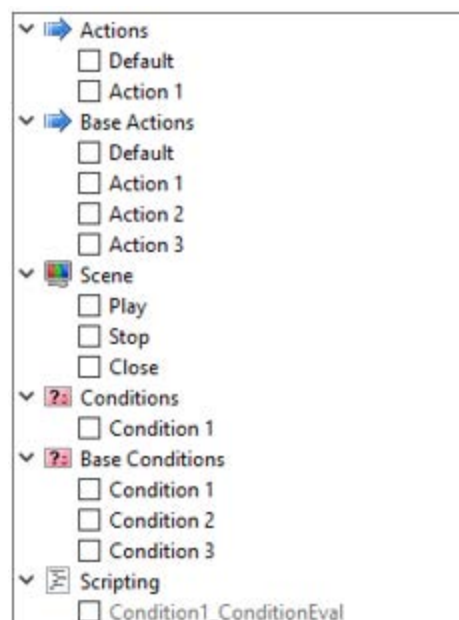 Actions
Default
Action 1
Base Actions
Default
Action 1
Action 2
Action 3
Scene
Play
Stop
Close
?: Conditions
Condition 1
?: Base Conditions
Condition 1
Condition 2
Condition 3
Scripting
Condition1_ConditionEval